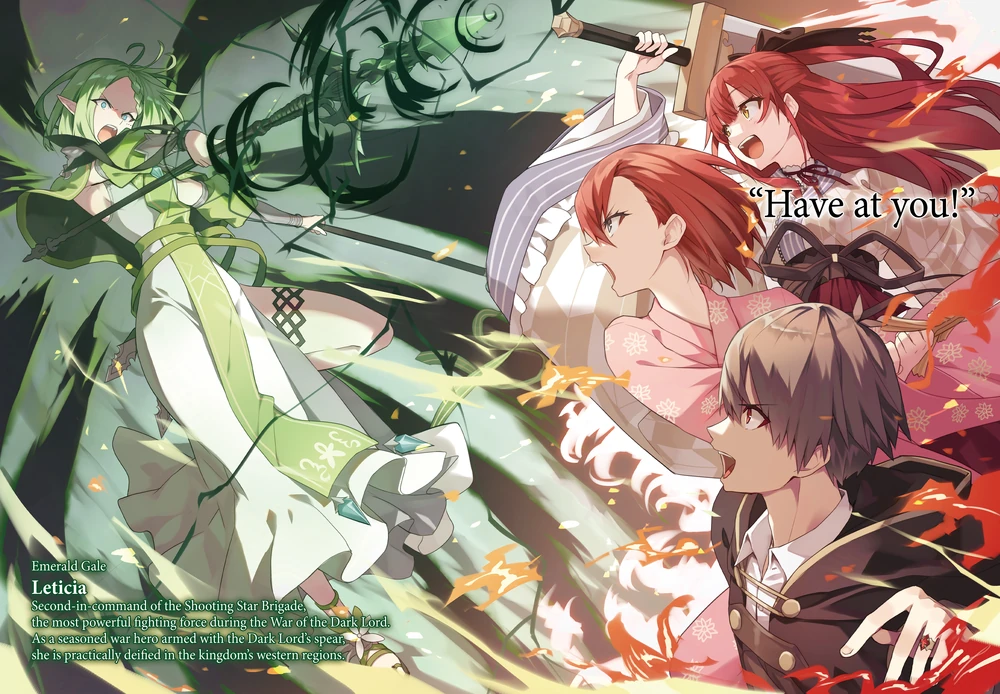 “Have at you!”
Emerald Gale
Leticia
Second-in-command of the Shooting Star Brigade,
the most powerful fighting force during the War of the Dark Lord.
As a seasoned war hero armed with the Dark Lord’s spear,
she is practically deified in the kingdom’s western regions.